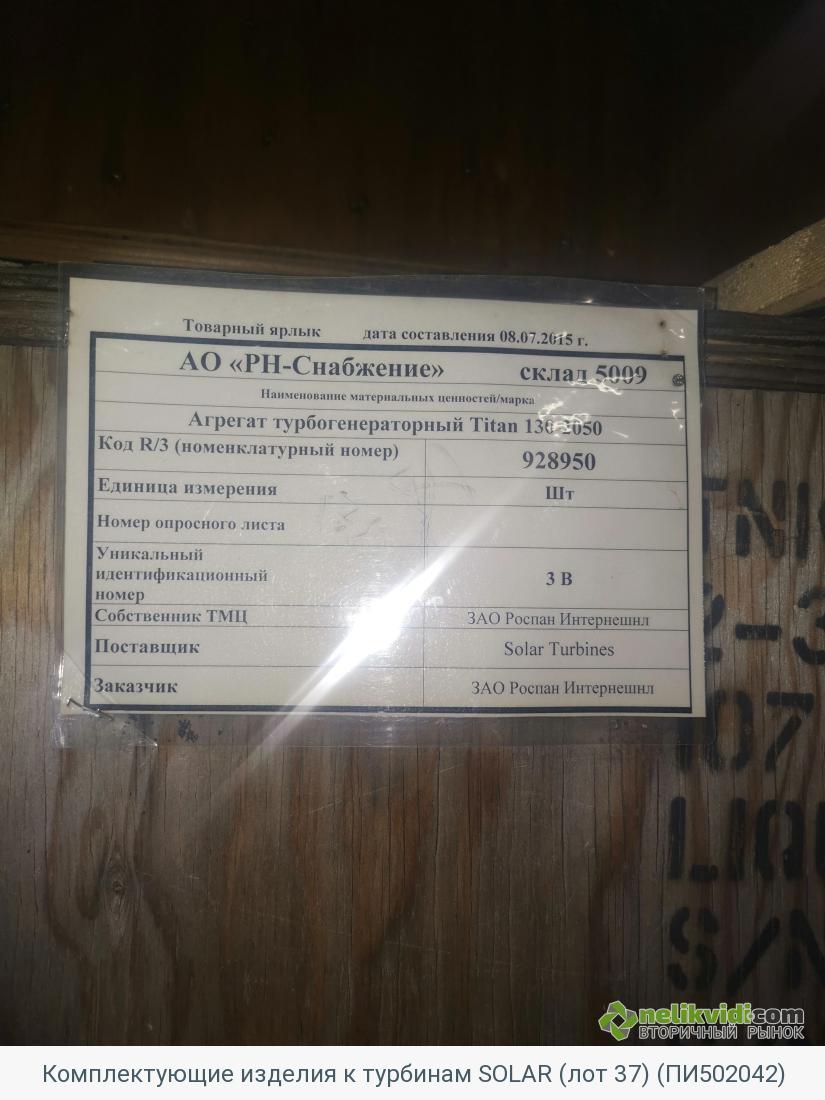 Товарный ярлык дата составления 08.07.2015 г.
АО «РН-Снабжение» склад 5009
Наименование материальных ценностей/марка
Агрегат турбогенераторный Titan 130-2050
Код R/3 (номенклатурный номер) 928950
Единица измерения Шт
Номер опросного листа
Уникальный
идентификационный
номер
3 В
Собственник ТМЦ ЗАО Роспан Интернешнл
Поставщик Solar Turbines
Заказчик ЗАО Роспан Интернешнл
107
S/N
nelikvidi.com
ВТОРИЧНЫЙ РЫНОК
Комплектующие изделия к турбинам SOLAR (лот 37) (ПИ502042)